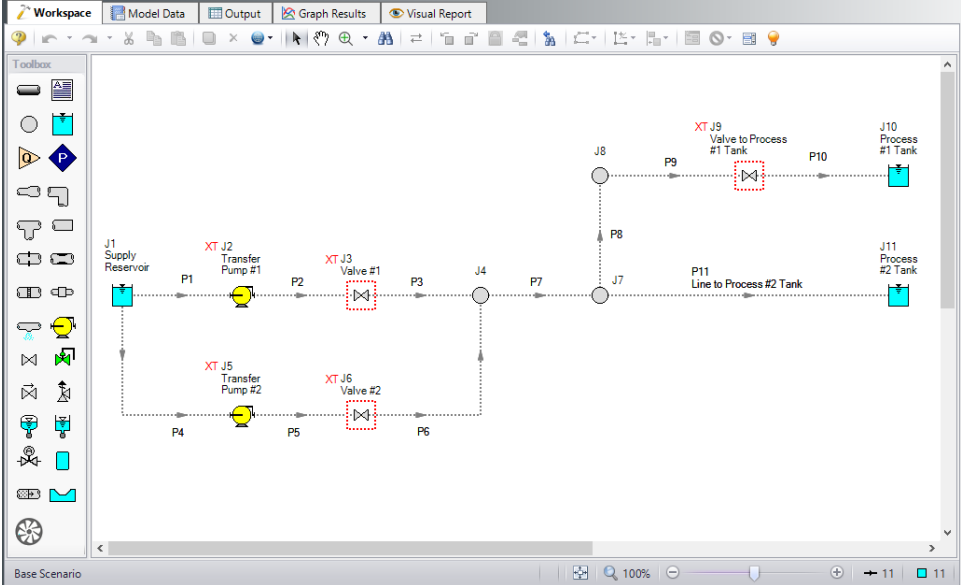 Workspace
Model Data
Output
Graph Results
Visual Report
Toolbox
A
Q
P
XT J9
Valve to Process
#1 Tank
J10
Process
#1 Tank
J8
P9
P10
P8
J1
Supply
Reservoir
XT J2
Transfer
Pump #1
XT J3
Valve #1
J4
J7
J11
Process
#2 Tank
P1
P2
P3
P7
P11
Line to Process #2 Tank
XT J5
Transfer
Pump #2
XT J6
Valve #2
P4
P5
P6
Base Scenario
100%
11
11